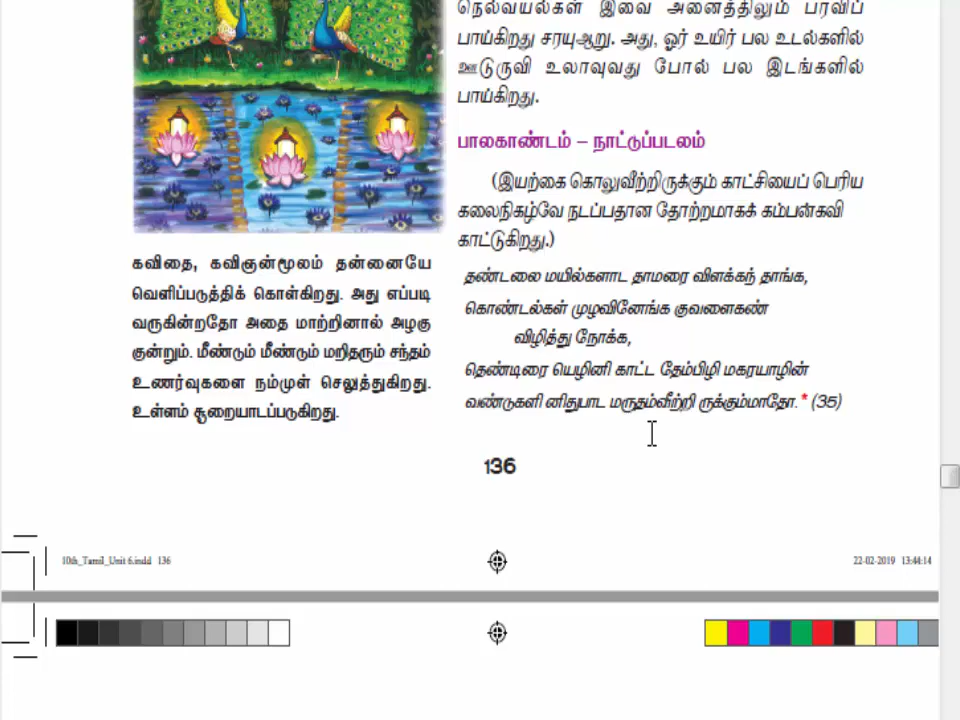 கவிதை, கவிஞன்மூலம் தன்னையே
வெளிப்படுத்திக் கொள்கிறது. அது எப்படி
வருகின்றதோ அதை மாற்றினால் அழகு
குன்றும். மீண்டும் மீண்டும் மறிதரும் சந்தம்
உணர்வுகளை நம்முள் செலுத்துகிறது.
உள்ளம் சூறையாடப்படுகிறது.
நெல்வயல்கள் இவை அனைத்திலும் பரவிப்
பாய்கிறது சரயுஆறு. அது, ஓர் உயிர் பல உடல்களில்
ஊடுருவி உலாவுவது போல் பல இடங்களில்
பாய்கிறது.
பாலகாண்டம் – நாட்டுப்படலம்
(இயற்கை கொலுவீற்றிருக்கும் காட்சியைப் பெரிய
கலைநிகழ்வே நடப்பதான தோற்றமாகக் கம்பன்கவி
காட்டுகிறது.)
தண்டலை மயில்களாட தாமரை விளக்கந் தாங்க,
கொண்டல்கள் முழவினேங்க குவளைகண்
விழித்து நோக்க,
தெண்டிரை யெழினி காட்ட தேம்பிழி மகரயாழின்
வண்டுகளி னிதுபாட மருதம்வீற்றி ருக்கும்மாதோ.* (35)
136
10th_Tamil_Unit 6.indd 136
22-02-2019 13:44:14